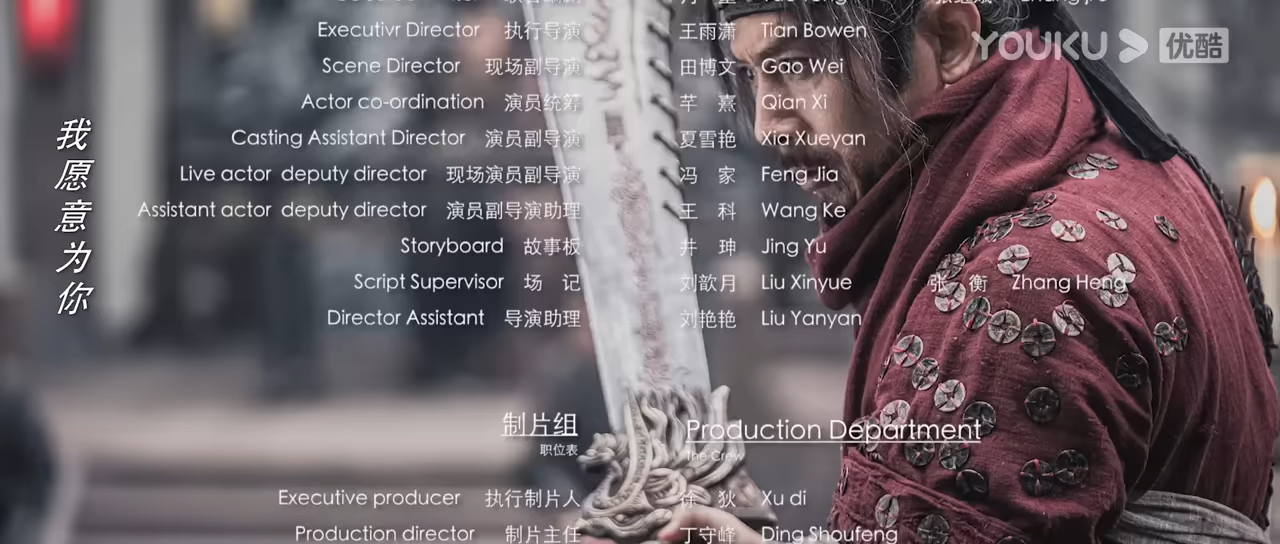 YOUKU 优酷
我愿意为你
Executivr Director 执行导演 王雨潇 Tian Bowen
Scene Director 现场副导演 田博文 Gao Wei
Actor co-ordination 演员统筹 芊 熹 Qian Xi
Casting Assistant Director 演员副导演 夏雪艳 Xia Xueyan
Live actor deputy director 现场演员副导演 冯 家 Feng Jia
Assistant actor deputy director 演员副导演助理 王 科 Wang Ke
Storyboard 故事板 井 珅 Jing Yu
Script Supervisor 场 记 刘歆月 Liu Xinyue 张 衡 Zhang Heng
Director Assistant 导演助理 刘艳艳 Liu Yanyan
制片组 Production Department
职位表 The Crew
Executive producer 执行制片人 徐 狄 Xu di
Production director 制片主任 丁守峰 Ding Shoufeng